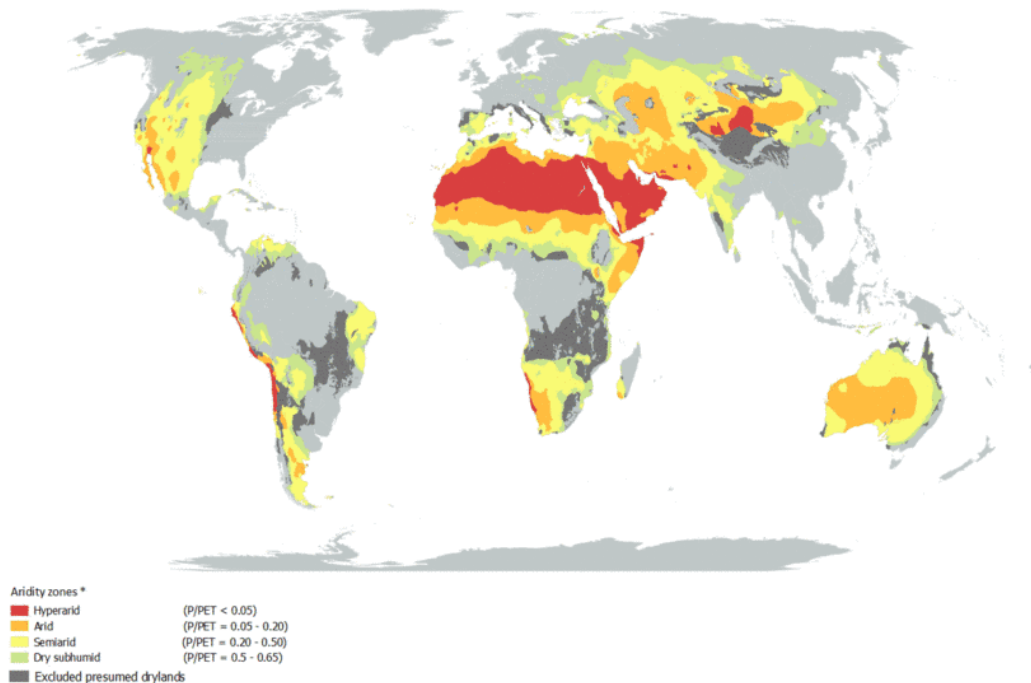 Aridity zones *
Hyperarid (P/PET < 0.05)
Arid (P/PET = 0.05 - 0.20)
Semiarid (P/PET = 0.20 - 0.50)
Dry subhumid (P/PET = 0.5 - 0.65)
Excluded presumed drylands